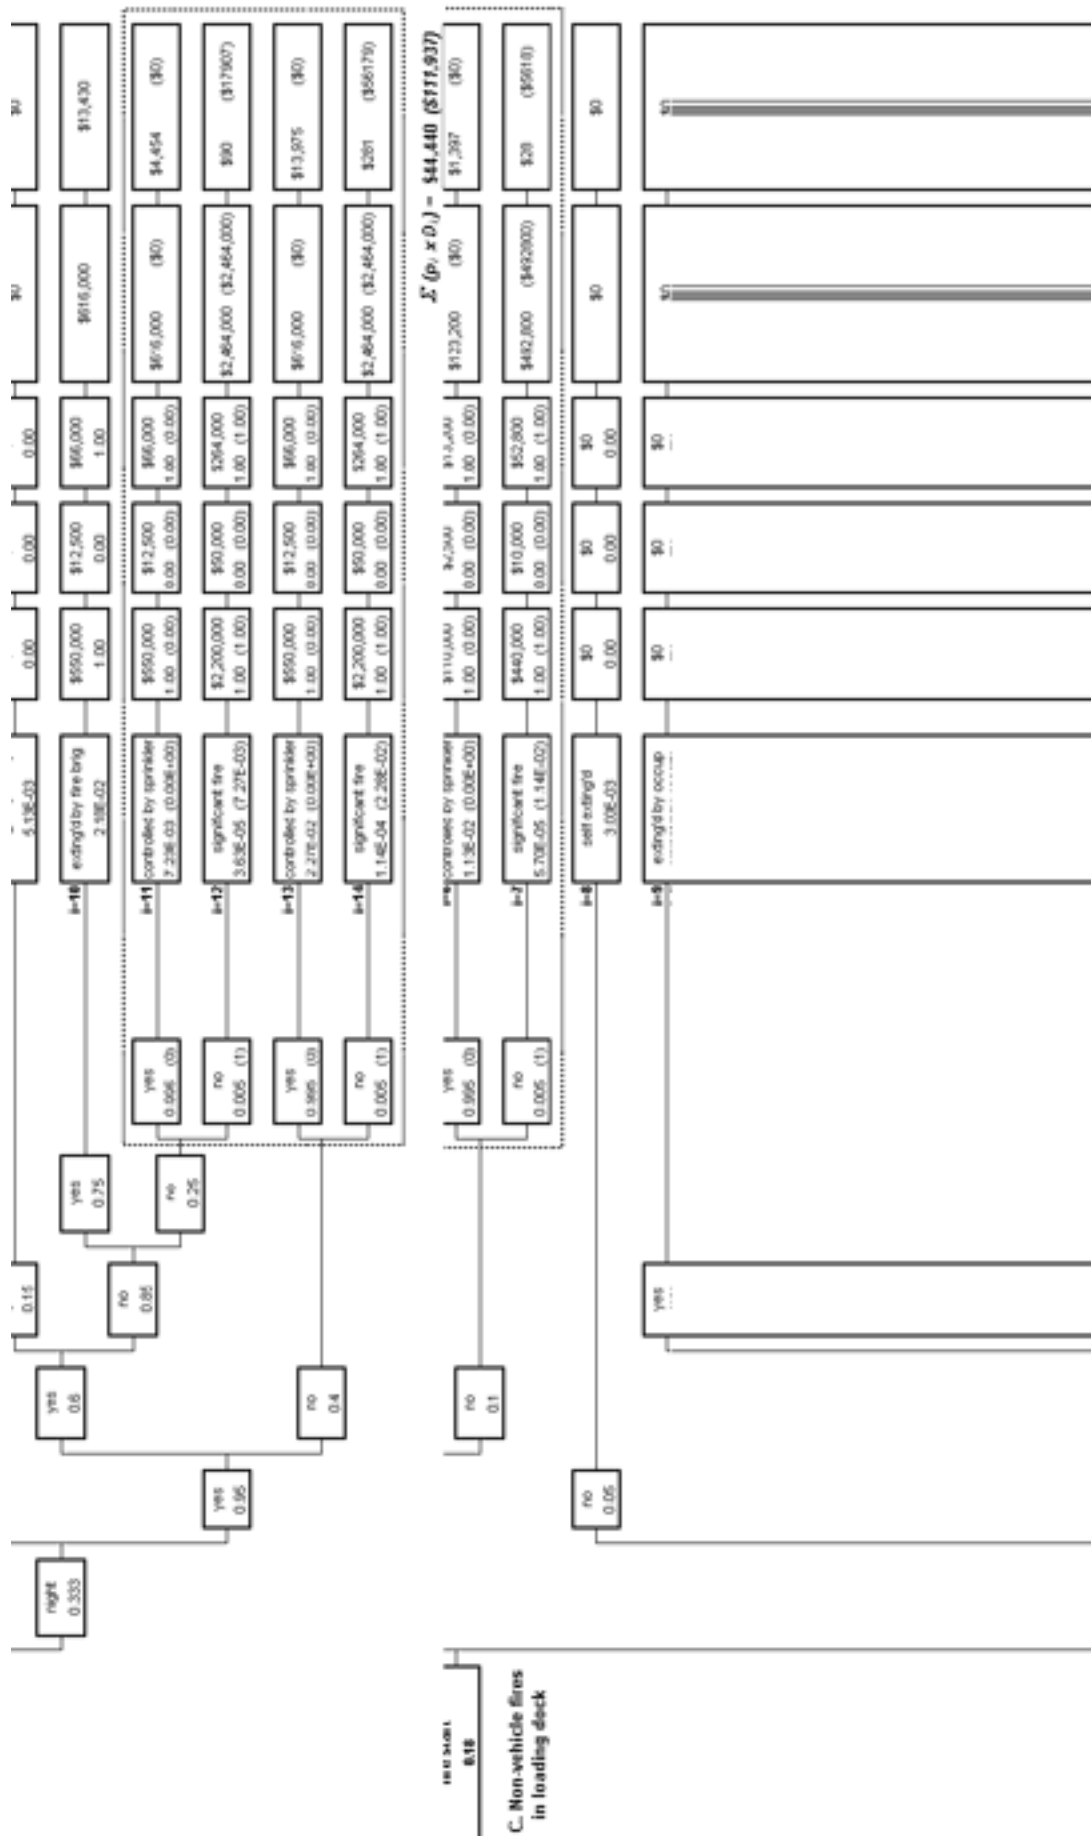 night
0.333
yes
0.95
yes
0.6
no
0.4
0.15
no
0.85
yes
0.75
no
0.25
5.13E-03
0.00
0.00
0.00
$0
$0
i=10
exting'd by fire brig
2.18E-02
$550,000
1.00
$12,500
0.00
$66,000
1.00
$616,000
$13,430
yes
0.995 (0)
i=11
controlled by sprinkler
7.23E-03 (0.00E+00)
$550,000
1.00 (0.00)
$12,500
0.00 (0.00)
$66,000
1.00 (0.00)
$616,000 ($0)
$4,454 ($0)
no
0.005 (1)
i=12
significant fire
3.63E-05 (7.27E-03)
$2,200,000
1.00 (1.00)
$50,000
0.00 (0.00)
$264,000
1.00 (1.00)
$2,464,000 ($2,464,000)
$90 ($17907)
yes
0.995 (0)
i=13
controlled by sprinkler
2.27E-02 (0.00E+00)
$550,000
1.00 (0.00)
$12,500
0.00 (0.00)
$66,000
1.00 (0.00)
$616,000 ($0)
$13,975 ($0)
no
0.005 (1)
i=14
significant fire
1.14E-04 (2.28E-02)
$2,200,000
1.00 (1.00)
$50,000
0.00 (0.00)
$264,000
1.00 (1.00)
$2,464,000 ($2,464,000)
$281 ($56179)
Σ (pᵢ x Dᵢ) = $44,440 ($111,937)
0.18
no
0.1
yes
0.995 (0)
controlled by sprinkler
1.13E-02 (0.00E+00)
1.00 (0.00)
0.00 (0.00)
1.00 (0.00)
$123,200 ($0)
$1,397 ($0)
no
0.005 (1)
i=7
significant fire
5.70E-05 (1.14E-02)
$440,000
1.00 (1.00)
$10,000
0.00 (0.00)
$52,800
1.00 (1.00)
$492,800 ($492800)
$28 ($5618)
C. Non-vehicle fires
in loading dock
no
0.05
i=8
self exting'd
3.00E-03
$0
0.00
$0
0.00
$0
0.00
$0
$0
yes
i=9
exting'd by occup
$0
$0
$0